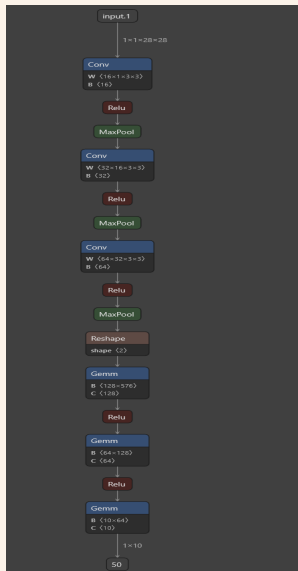 input.1
1×1×28×28
Conv
W ⟨16×1×3×3⟩
B ⟨16⟩
Relu
MaxPool
Conv
W ⟨32×16×3×3⟩
B ⟨32⟩
Relu
MaxPool
Conv
W ⟨64×32×3×3⟩
B ⟨64⟩
Relu
MaxPool
Reshape
shape ⟨2⟩
Gemm
B ⟨128×576⟩
C ⟨128⟩
Relu
Gemm
B ⟨64×128⟩
C ⟨64⟩
Relu
Gemm
B ⟨10×64⟩
C ⟨10⟩
1×10
50